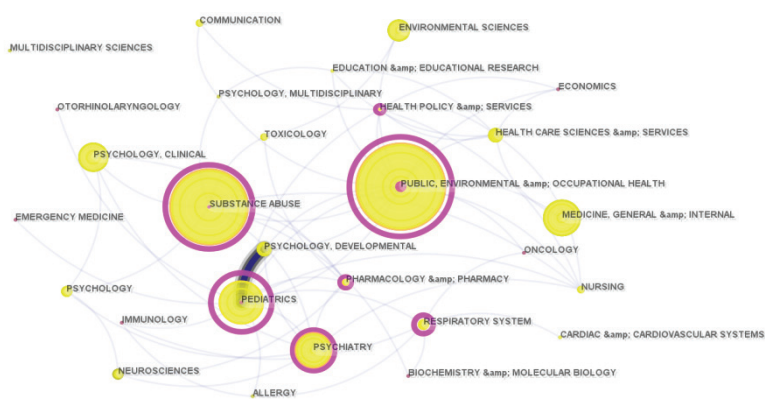 COMMUNICATION
ENVIRONMENTAL SCIENCES
MULTIDISCIPLINARY SCIENCES
EDUCATION &amp; EDUCATIONAL RESEARCH
ECONOMICS
PSYCHOLOGY, MULTIDISCIPLINARY
OTORHINOLARYNGOLOGY
HEALTH POLICY &amp; SERVICES
TOXICOLOGY
HEALTH CARE SCIENCES &amp; SERVICES
PSYCHOLOGY, CLINICAL
PUBLIC, ENVIRONMENTAL &amp; OCCUPATIONAL HEALTH
SUBSTANCE ABUSE
EMERGENCY MEDICINE
MEDICINE, GENERAL &amp; INTERNAL
PSYCHOLOGY, DEVELOPMENTAL
ONCOLOGY
PHARMACOLOGY &amp; PHARMACY
PSYCHOLOGY
NURSING
PEDIATRICS
IMMUNOLOGY
RESPIRATORY SYSTEM
CARDIAC &amp; CARDIOVASCULAR SYSTEMS
PSYCHIATRY
NEUROSCIENCES
BIOCHEMISTRY &amp; MOLECULAR BIOLOGY
ALLERGY